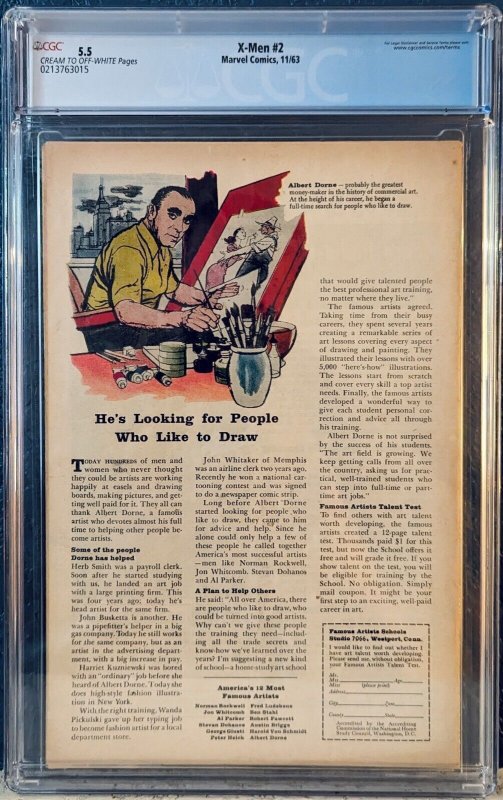 CGC 5.5
CREAM TO OFF-WHITE Pages
0213763015
X-Men #2
Marvel Comics, 11/63
www.cgccomics.com/terms
Albert Dorne — probably the greatest
money-maker in the history of commercial art.
At the height of his career, he began a
full-time search for people who like to draw.
He's Looking for People
Who Like to Draw
TODAY HUNDREDS of men and
women who never thought
they could be artists are working
happily at easels and drawing
boards, making pictures, and get-
ting well paid for it. They all can
thank Albert Dorne, a famous
artist who devotes almost his full
time to helping other people be-
come artists.
Some of the people
Dorne has helped
Herb Smith was a payroll clerk.
Soon after he started studying
with us, he landed an art job
with a large printing firm. This
was four years ago; today he's
head artist for the same firm.
John Busketta is another. He
was a pipefitter's helper in a big
gas company. Today he still works
for the same company, but as an
artist in the advertising depart-
ment, with a big increase in pay.
Harriet Kuzniewski was bored
with an "ordinary" job before she
heard of Albert Dorne. Today she
does high-style fashion illustra-
tion in New York.
With the right training, Wanda
Pickulski gave up her typing job
to become fashion artist for a local
department store.
John Whitaker of Memphis
was an airline clerk two years ago.
Recently he won a national car-
tooning contest and was signed
to do a newspaper comic strip.
Long before Albert Dorne
started looking for people who
like to draw, they came to him
for advice and help. Since he
alone could only help a few of
these people he called together
America's most successful artists
—men like Norman Rockwell,
Jon Whitcomb, Stevan Dohanos
and Al Parker.
A Plan to Help Others
He said: "All over America, there
are people who like to draw, who
could be turned into good artists.
Why can't we give these people
the training they need—includ-
ing all the trade secrets and
know-how we've learned over the
years? I'm suggesting a new kind
of school—a home-study art school
America's 12 Most
Famous Artists
Norman Rockwell Fred Ludekens
Jon Whitcomb Ben Stahl
Al Parker Robert Fawcett
Stevan Dohanos Austin Briggs
George Giusti Harold Von Schmidt
Peter Helck Albert Dorne
that would give talented people
the best professional art training,
no matter where they live."
The famous artists agreed.
Taking time from their busy
careers, they spent several years
creating a remarkable series of
art lessons covering every aspect
of drawing and painting. They
illustrated their lessons with over
5,000 "here's-how" illustrations.
The lessons start from scratch
and cover every skill a top artist
needs. Finally, the famous artists
developed a wonderful way to
give each student personal cor-
rection and advice all through
his training.
Albert Dorne is not surprised
by the success of his students.
"The art field is growing. We
keep getting calls from all over
the country, asking us for prac-
tical, well-trained students who
can step into full-time or part-
time art jobs."
Famous Artists Talent Test
To find others with art talent
worth developing, the famous
artists created a 12-page talent
test. Thousands paid $1 for this
test, but now the School offers it
free and will grade it free. If you
show talent on the test, you will
be eligible for training by the
School. No obligation. Simply
mail coupon. It might be your
first step to an exciting, well-paid
career in art.
Famous Artists Schools
Studio 7066, Westport, Conn.
I would like to find out whether I
have art talent worth developing.
Please send me, without obligation,
your Famous Artists Talent Test.
Mr.
Mrs. Age
Miss (please print)
Address
City Zone
County State
Accredited by the Accrediting
Commission of the National Home
Study Council, Washington, D.C.